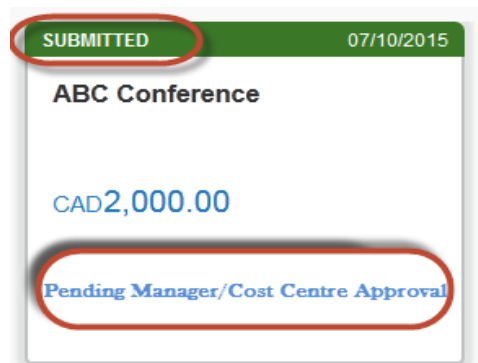 SUBMITTED 07/10/2015
ABC Conference
CAD2,000.00
Pending Manager/Cost Centre Approval